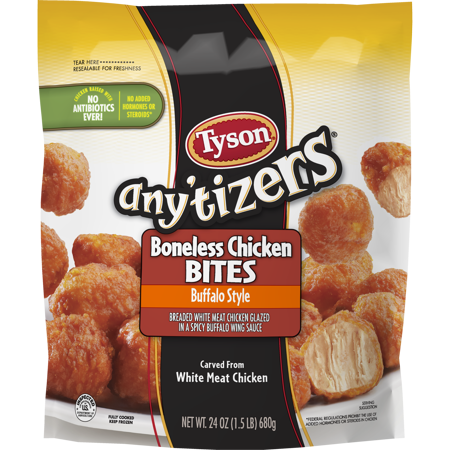 TEAR HERE
RESEALABLE FOR FRESHNESS
CHICKEN RAISED WITH
NO
ANTIBIOTICS
EVER!
NO ADDED
HORMONES OR
STEROIDS*
Tyson
any'tizers®
Boneless Chicken
BITES
Buffalo Style
BREADED WHITE MEAT CHICKEN GLAZED
IN A SPICY BUFFALO WING SAUCE
Carved From
White Meat Chicken
FULLY COOKED
KEEP FROZEN
NET WT. 24 OZ (1.5 LB) 680g
SERVING
SUGGESTION
*FEDERAL REGULATIONS PROHIBIT THE USE OF
ADDED HORMONES OR STEROIDS IN CHICKEN